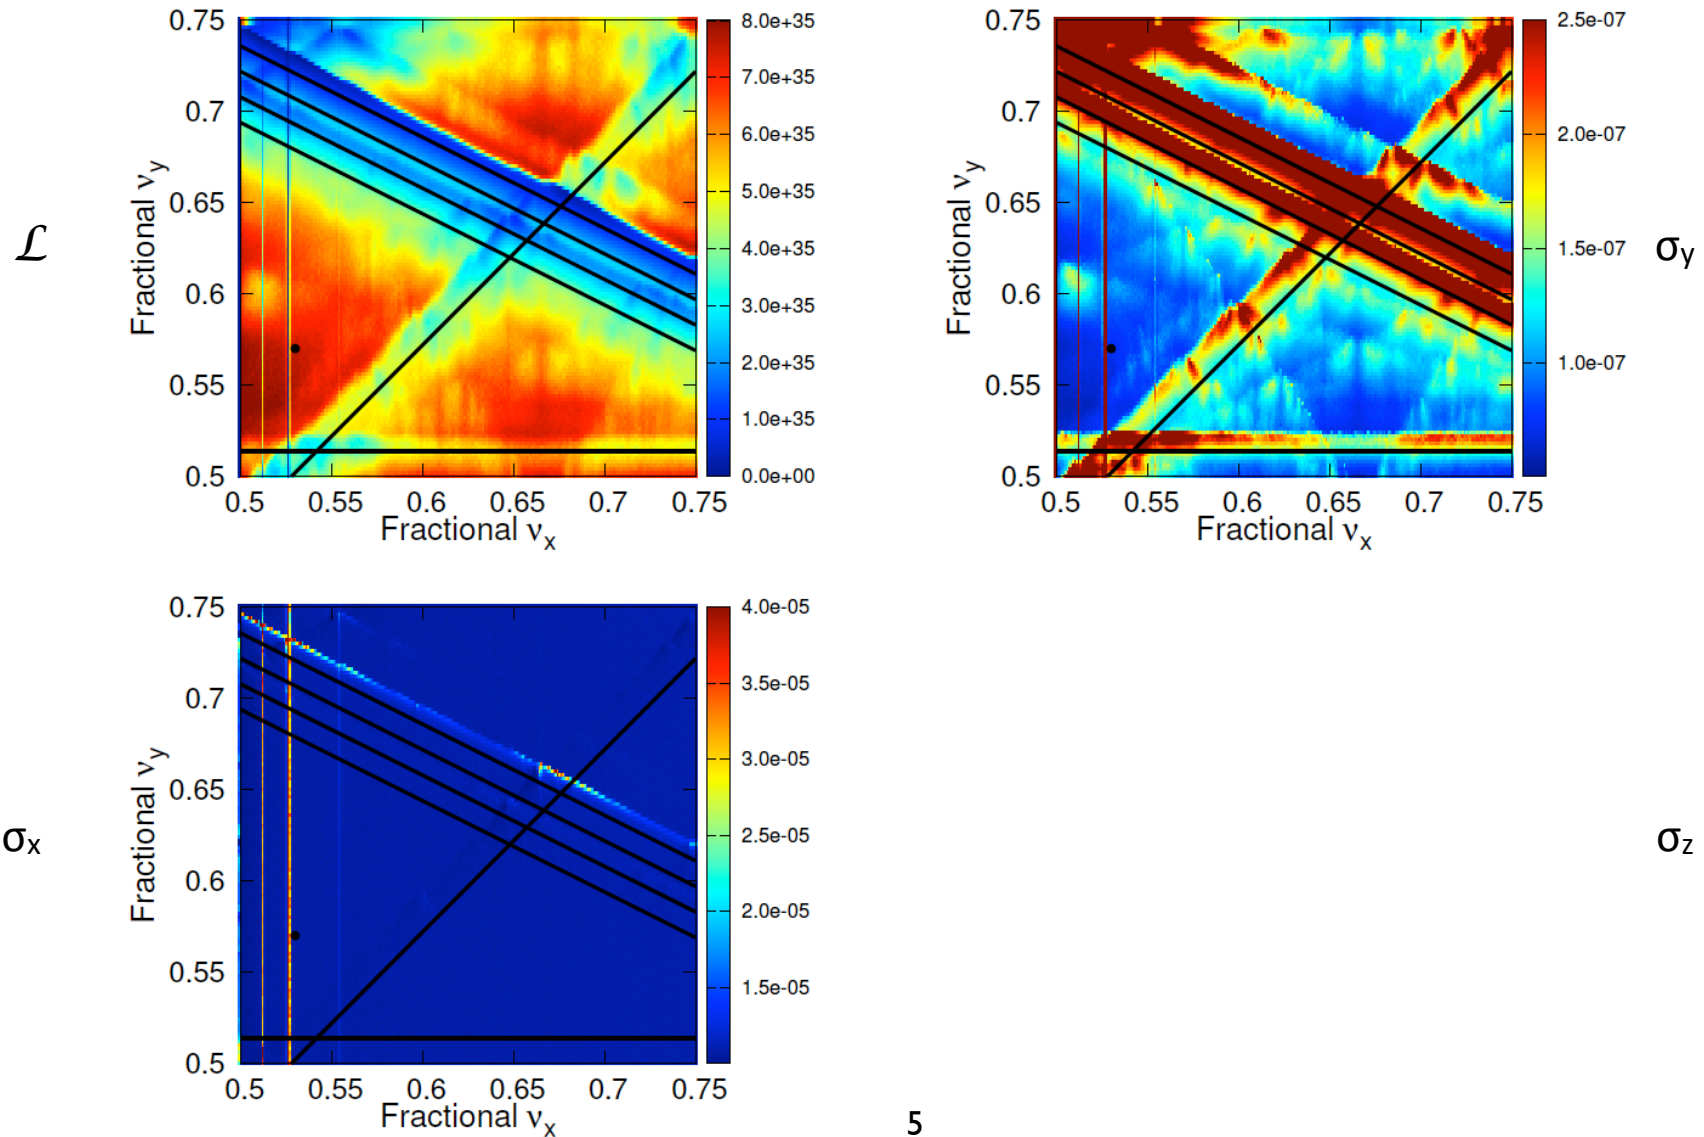 ℒ
0.75
0.7
0.65
0.6
0.55
0.5
Fractional νy
0.5 0.55 0.6 0.65 0.7 0.75
Fractional νx
8.0e+35
7.0e+35
6.0e+35
5.0e+35
4.0e+35
3.0e+35
2.0e+35
1.0e+35
0.0e+00
0.75
0.7
0.65
0.6
0.55
0.5
Fractional νy
0.5 0.55 0.6 0.65 0.7 0.75
Fractional νx
2.5e-07
2.0e-07
1.5e-07
1.0e-07
σy
σx
0.75
0.7
0.65
0.6
0.55
0.5
Fractional νy
0.5 0.55 0.6 0.65 0.7 0.75
Fractional νx
4.0e-05
3.5e-05
3.0e-05
2.5e-05
2.0e-05
1.5e-05
σz
5